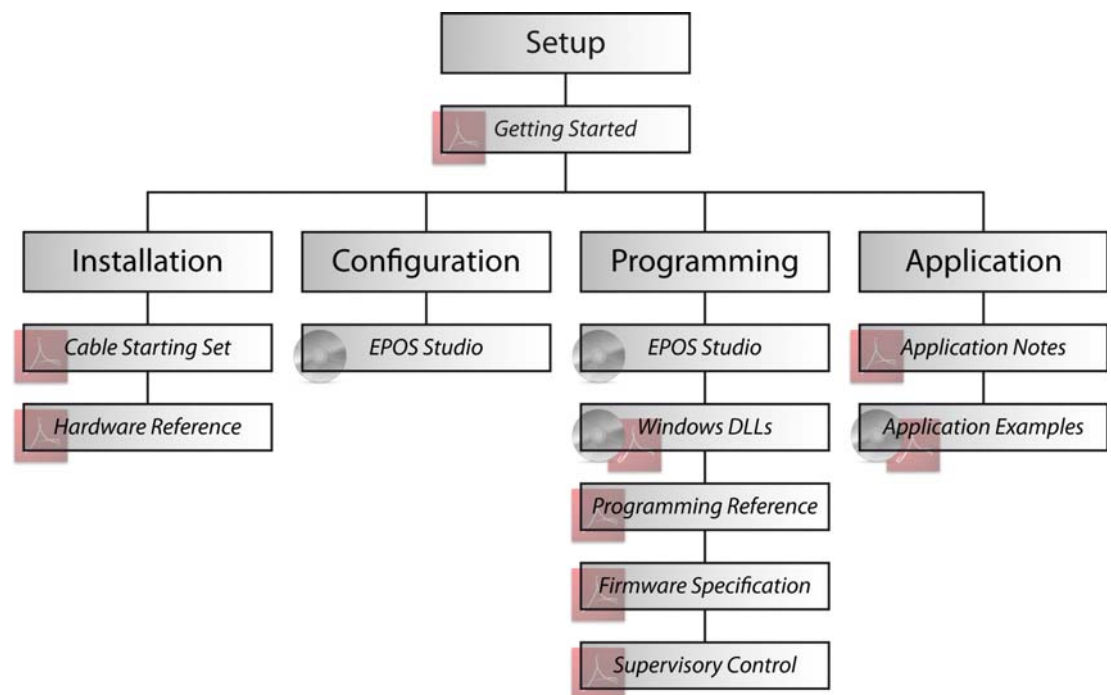 Setup
Getting Started
Installation
Configuration
Programming
Application
Cable Starting Set
EPOS Studio
EPOS Studio
Application Notes
Hardware Reference
Windows DLLs
Application Examples
Programming Reference
Firmware Specification
Supervisory Control